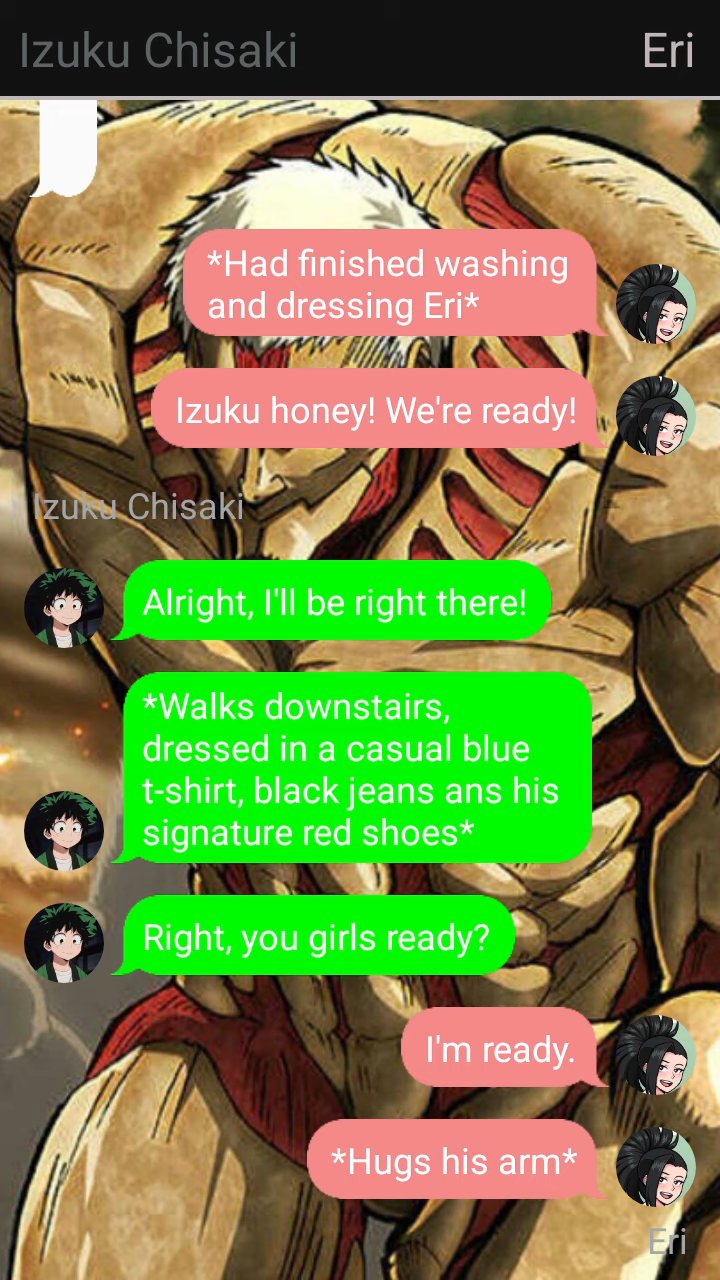 Izuku Chisaki
Eri
*Had finished washing
and dressing Eri*
Izuku honey! We're ready!
Izuku Chisaki
Alright, I'll be right there!
*Walks downstairs,
dressed in a casual blue
t-shirt, black jeans ans his
signature red shoes*
Right, you girls ready?
I'm ready.
*Hugs his arm*
Eri